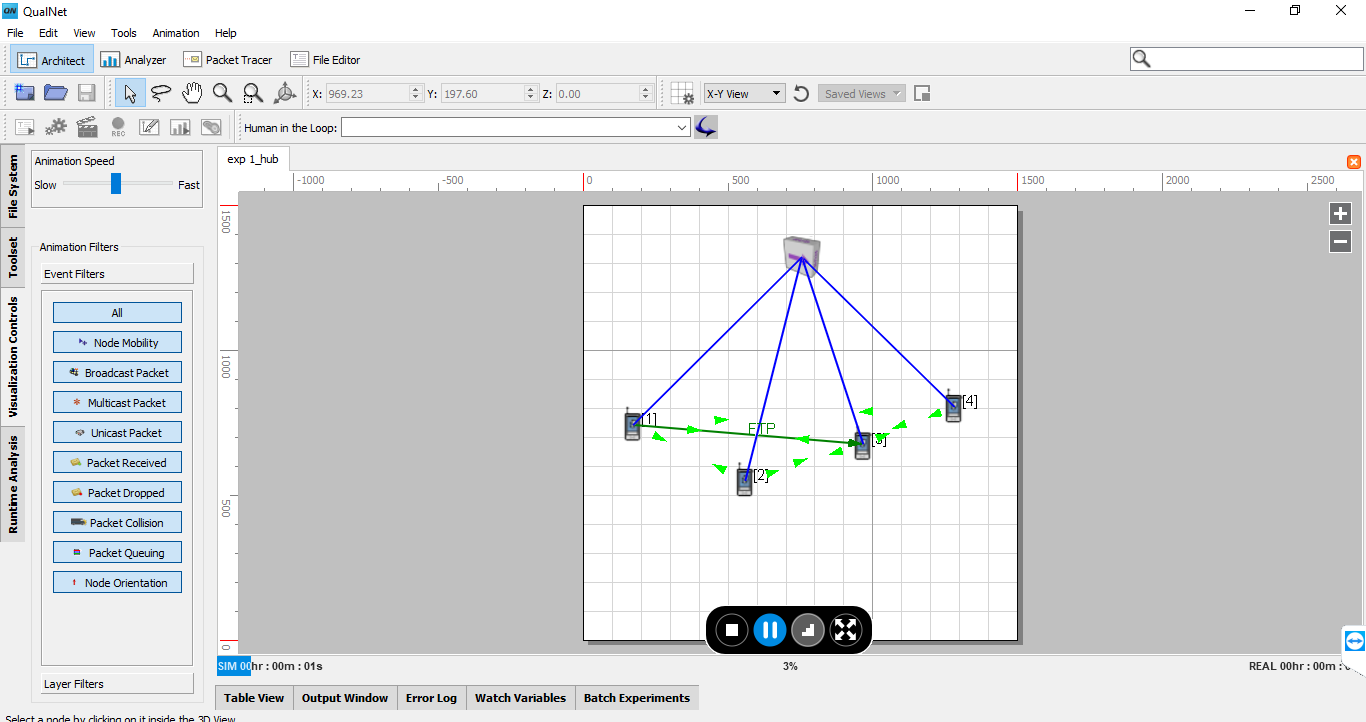 QualNet
File Edit View Tools Animation Help
Architect Analyzer Packet Tracer File Editor
X: 969.23 Y: 197.60 Z: 0.00 X-Y View Saved Views
REC Human in the Loop:
File System
Toolset
Visualization Controls
Runtime Analysis
Animation Speed
Slow Fast
Animation Filters
Event Filters
All
Node Mobility
Broadcast Packet
Multicast Packet
Unicast Packet
Packet Received
Packet Dropped
Packet Collision
Packet Queuing
Node Orientation
Layer Filters
exp 1_hub
-1000 -500 0 500 1000 1500 2000 2500
1500
1000
500
0
[4]
[1]
FTP
[3]
[2]
SIM 00hr : 00m : 01s 3% REAL 00hr : 00m :
Table View Output Window Error Log Watch Variables Batch Experiments
Select a node by clicking on it inside the 3D View